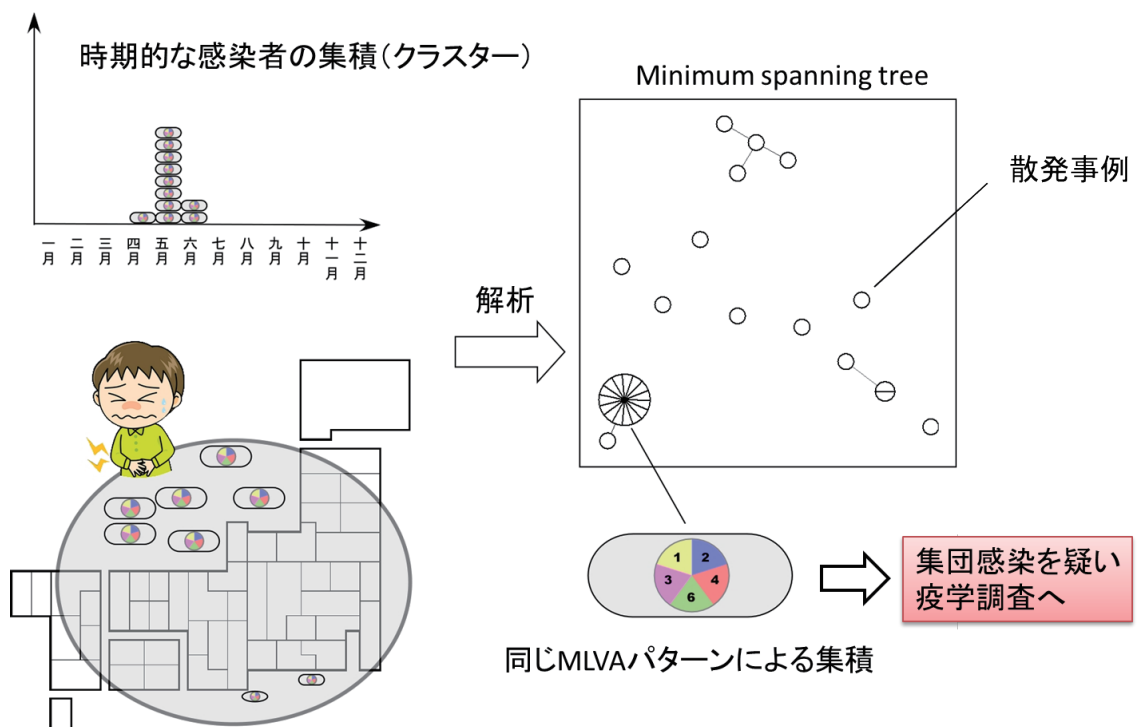 時期的な感染者の集積(クラスター)
一月 二月 三月 四月 五月 六月 七月 八月 九月 十月 十一月 十二月
Minimum spanning tree
散発事例
解析
1 2
3 4
6
集団感染を疑い
疫学調査へ
同じMLVAパターンによる集積